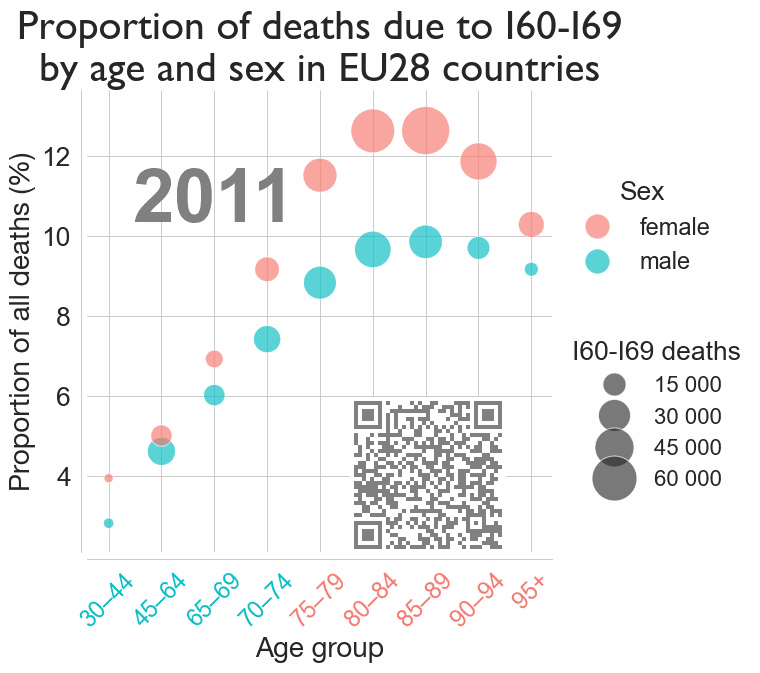 Proportion of deaths due to I60-I69
by age and sex in EU28 countries
Proportion of all deaths (%)
12
10
8
6
4
2011
30–44
45–64
65–69
70–74
75–79
80–84
85–89
90–94
95+
Age group
Sex
female
male
I60-I69 deaths
15 000
30 000
45 000
60 000